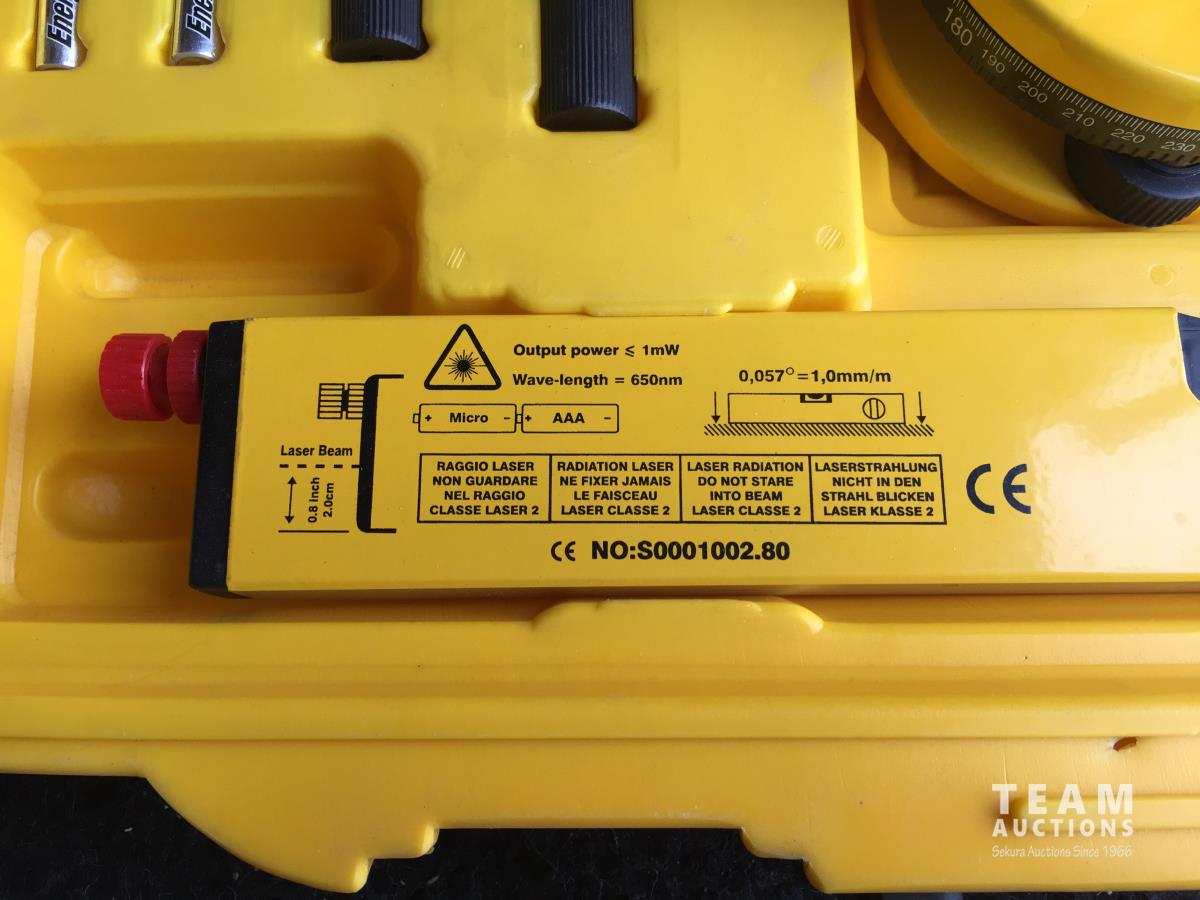 Ener
Ener
180 190 200 210 220 230
Output power ⩽ 1mW
Wave-length = 650nm
0,057°=1,0mm/m
+ Micro - + AAA -
Laser Beam
0.8 Inch
2.0cm
RAGGIO LASER
NON GUARDARE
NEL RAGGIO
CLASSE LASER 2
RADIATION LASER
NE FIXER JAMAIS
LE FAISCEAU
LASER CLASSE 2
LASER RADIATION
DO NOT STARE
INTO BEAM
LASER CLASSE 2
LASERSTRAHLUNG
NICHT IN DEN
STRAHL BLICKEN
LASER KLASSE 2
CE
CE NO:S0001002.80
TEAM
AUCTIONS
Sekura Auctions Since 1966